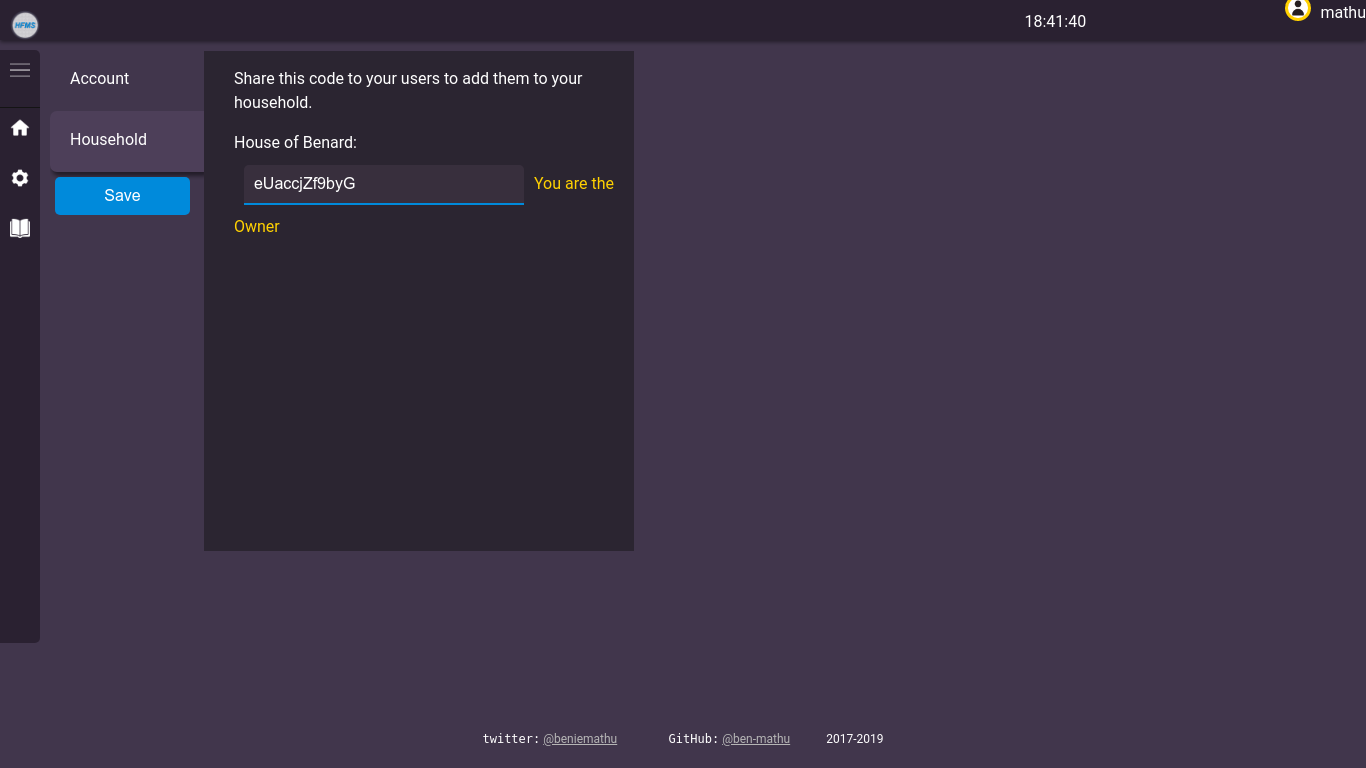 HFMS
18:41:40
mathu
Account
Household
Save
Share this code to your users to add them to your
household.
House of Benard:
eUaccjZf9byG You are the
Owner
twitter: @beniemathu GitHub: @ben-mathu 2017-2019